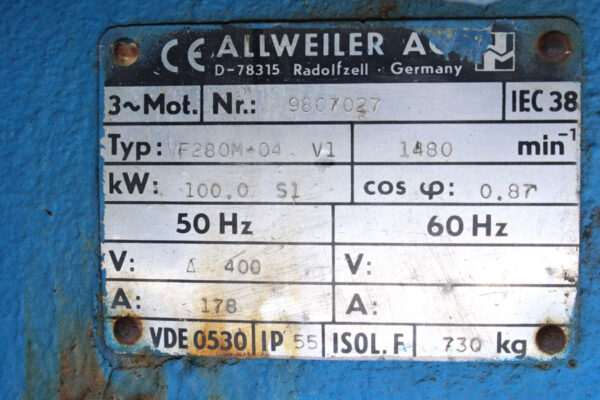 CE ALLWEILER AG
D-78315 Radolfzell · Germany
3~Mot. Nr.: 9807027 IEC 38
Typ: VF280M-04 V1 1480 min⁻¹
kW: 100.0 S1 cos φ: 0.87
50 Hz 60 Hz
V: Δ 400 V:
A: 178 A:
VDE 0530 IP 55 ISOL. F 730 kg